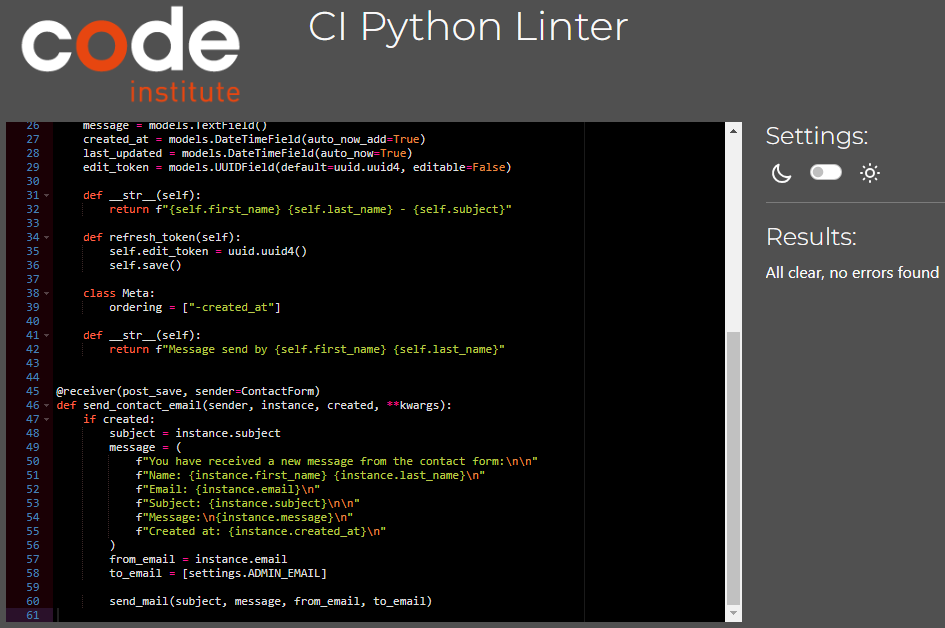 code
institute
CI Python Linter
26 message = models.TextField()
27 created_at = models.DateTimeField(auto_now_add=True)
28 last_updated = models.DateTimeField(auto_now=True)
29 edit_token = models.UUIDField(default=uuid.uuid4, editable=False)
30
31 def __str__(self):
32 return f"{self.first_name} {self.last_name} - {self.subject}"
33
34 def refresh_token(self):
35 self.edit_token = uuid.uuid4()
36 self.save()
37
38 class Meta:
39 ordering = ["-created_at"]
40
41 def __str__(self):
42 return f"Message send by {self.first_name} {self.last_name}"
43
44
45 @receiver(post_save, sender=ContactForm)
46 def send_contact_email(sender, instance, created, **kwargs):
47 if created:
48 subject = instance.subject
49 message = (
50 f"You have received a new message from the contact form:\n\n"
51 f"Name: {instance.first_name} {instance.last_name}\n"
52 f"Email: {instance.email}\n"
53 f"Subject: {instance.subject}\n\n"
54 f"Message:\n{instance.message}\n"
55 f"Created at: {instance.created_at}\n"
56 )
57 from_email = instance.email
58 to_email = [settings.ADMIN_EMAIL]
59
60 send_mail(subject, message, from_email, to_email)
61
Settings:
Results:
All clear, no errors found